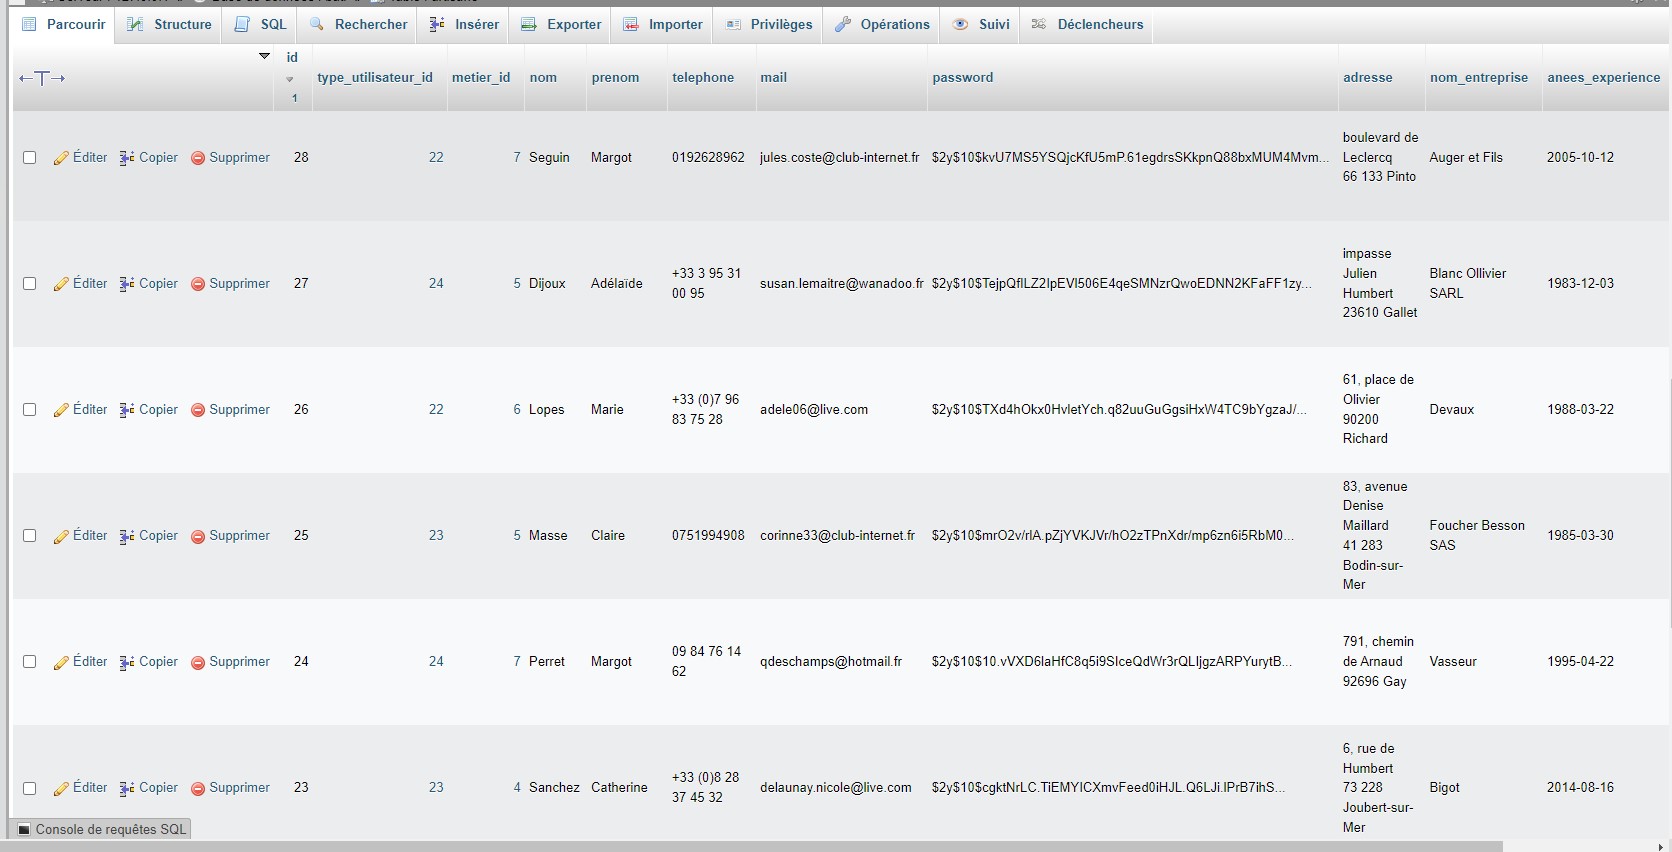 Parcourir Structure SQL Rechercher Insérer Exporter Importer Privilèges Opérations Suivi Déclencheurs
id
1
type_utilisateur_id metier_id nom prenom telephone mail password adresse nom_entreprise anees_experience
Éditer Copier Supprimer 28 22 7 Seguin Margot 0192628962 jules.coste@club-internet.fr $2y$10$kvU7MS5YSQjcKfU5mP.61egdrsSKkpnQ88bxMUM4Mvm...
boulevard de
Leclercq
66 133 Pinto
Auger et Fils 2005-10-12
Éditer Copier Supprimer 27 24 5 Dijoux Adélaïde
+33 3 95 31
00 95
susan.lemaitre@wanadoo.fr $2y$10$TejpQflLZ2IpEVl506E4qeSMNzrQwoEDNN2KFaFF1zy...
impasse
Julien
Humbert
23610 Gallet
Blanc Ollivier
SARL
1983-12-03
Éditer Copier Supprimer 26 22 6 Lopes Marie
+33 (0)7 96
83 75 28
adele06@live.com $2y$10$TXd4hOkx0HvletYch.q82uuGuGgsiHxW4TC9bYgzaJ/...
61, place de
Olivier
90200
Richard
Devaux 1988-03-22
Éditer Copier Supprimer 25 23 5 Masse Claire 0751994908 corinne33@club-internet.fr $2y$10$mrO2v/rlA.pZjYVKJVr/hO2zTPnXdr/mp6zn6i5RbM0...
83, avenue
Denise
Maillard
41 283
Bodin-sur-
Mer
Foucher Besson
SAS
1985-03-30
Éditer Copier Supprimer 24 24 7 Perret Margot
09 84 76 14
62
qdeschamps@hotmail.fr $2y$10$10.vVXD6laHfC8q5i9SIceQdWr3rQLIjgzARPYurytB...
791, chemin
de Arnaud
92696 Gay
Vasseur 1995-04-22
Éditer Copier Supprimer 23 23 4 Sanchez Catherine
+33 (0)8 28
37 45 32
delaunay.nicole@live.com $2y$10$cgktNrLC.TiEMYICXmvFeed0iHJL.Q6LJi.lPrB7ihS...
6, rue de
Humbert
73 228
Joubert-sur-
Mer
Bigot 2014-08-16
Console de requêtes SQL